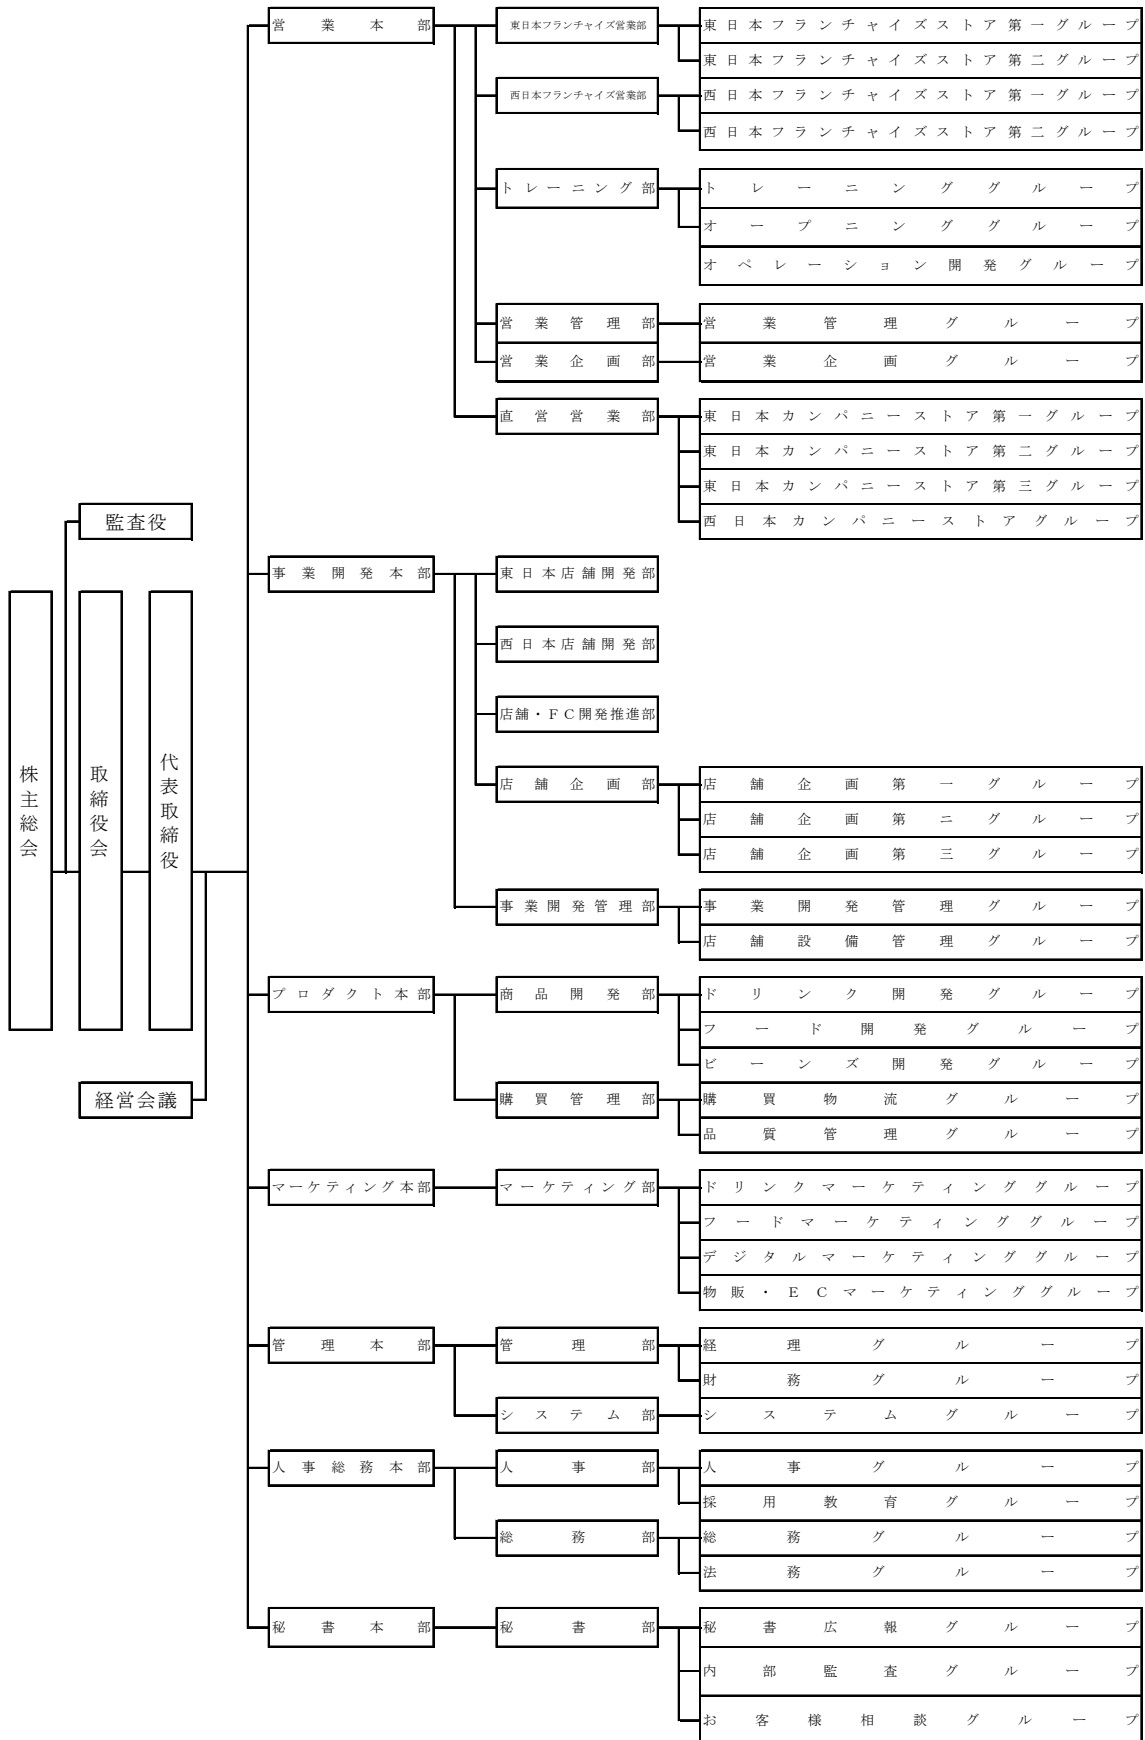 営業本部
東日本フランチャイズ営業部
東日本フランチャイズストア第一グループ
東日本フランチャイズストア第二グループ
西日本フランチャイズ営業部
西日本フランチャイズストア第一グループ
西日本フランチャイズストア第二グループ
トレーニング部
トレーニンググループ
オープニンググループ
オペレーション開発グループ
営業管理部
営業管理グループ
営業企画部
営業企画グループ
直営営業部
東日本カンパニーストア第一グループ
東日本カンパニーストア第二グループ
東日本カンパニーストア第三グループ
西日本カンパニーストアグループ
監査役
株主総会
取締役会
代表取締役
経営会議
事業開発本部
東日本店舗開発部
西日本店舗開発部
店舗・FC開発推進部
店舗企画部
店舗企画第一グループ
店舗企画第ニグループ
店舗企画第三グループ
事業開発管理部
事業開発管理グループ
店舗設備管理グループ
プロダクト本部
商品開発部
ドリンク開発グループ
フード開発グループ
ビーンズ開発グループ
購買管理部
購買物流グループ
品質管理グループ
マーケティング本部
マーケティング部
ドリンクマーケティンググループ
フードマーケティンググループ
デジタルマーケティンググループ
物販・ECマーケティンググループ
管理本部
管理部
経理グループ
財務グループ
システム部
システムグループ
人事総務本部
人事部
人事グループ
採用教育グループ
総務部
総務グループ
法務グループ
秘書本部
秘書部
秘書広報グループ
内部監査グループ
お客様相談グループ